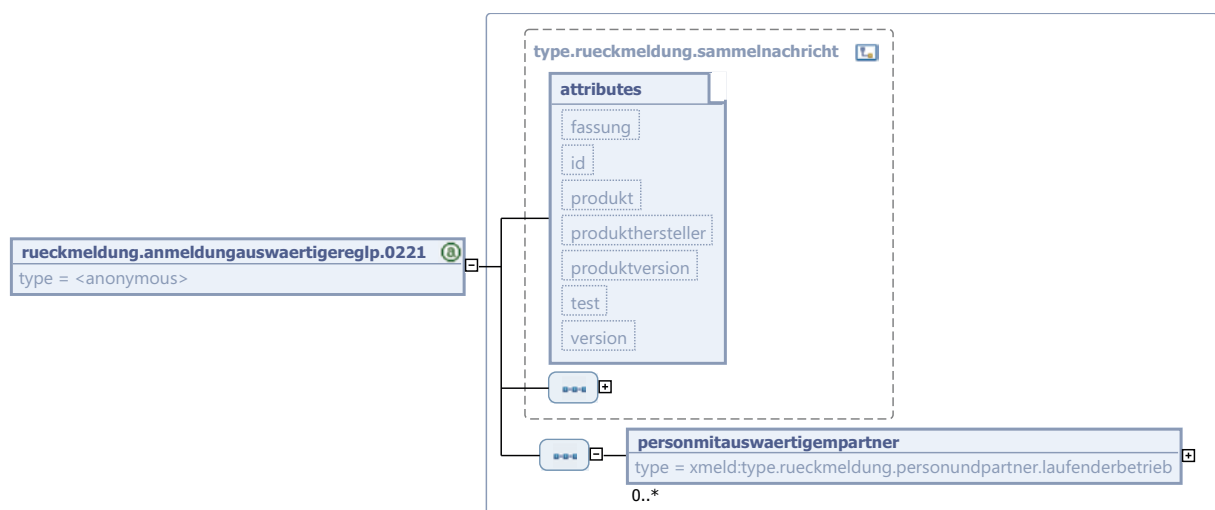 type.rueckmeldung.sammelnachricht
attributes
fassung
id
produkt
produkthersteller
produktversion
test
version
rueckmeldung.anmeldungauswaertigereglp.0221
type = <anonymous>
personmitauswaertigempartner
type = xmeld:type.rueckmeldung.personundpartner.laufenderbetrieb
0..*